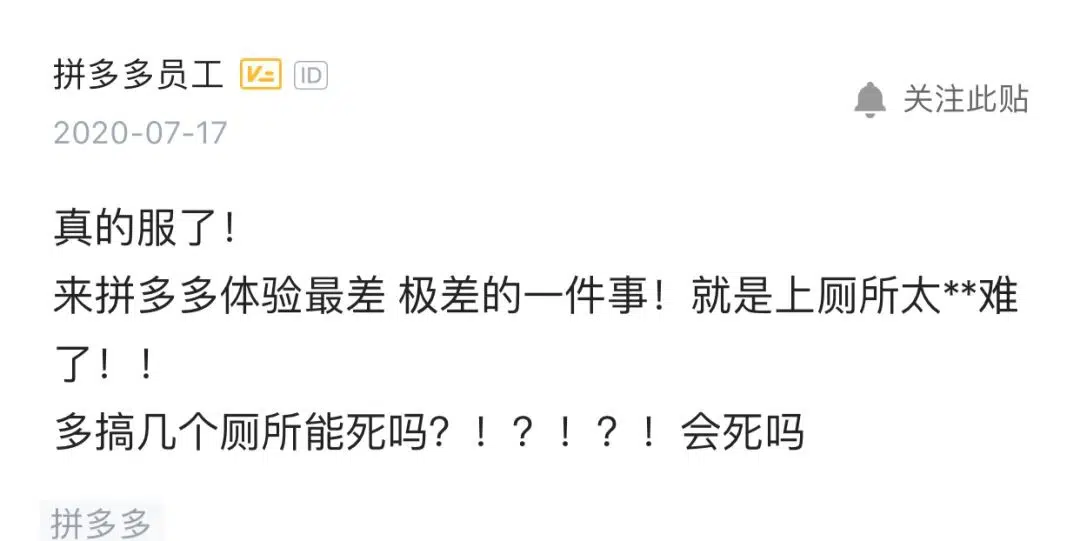 拼多多员工 V2 ID
2020-07-17
关注此贴
真的服了！
来拼多多体验最差 极差的一件事！就是上厕所太**难
了！！
多搞几个厕所能死吗？！？！？！会死吗
拼多多